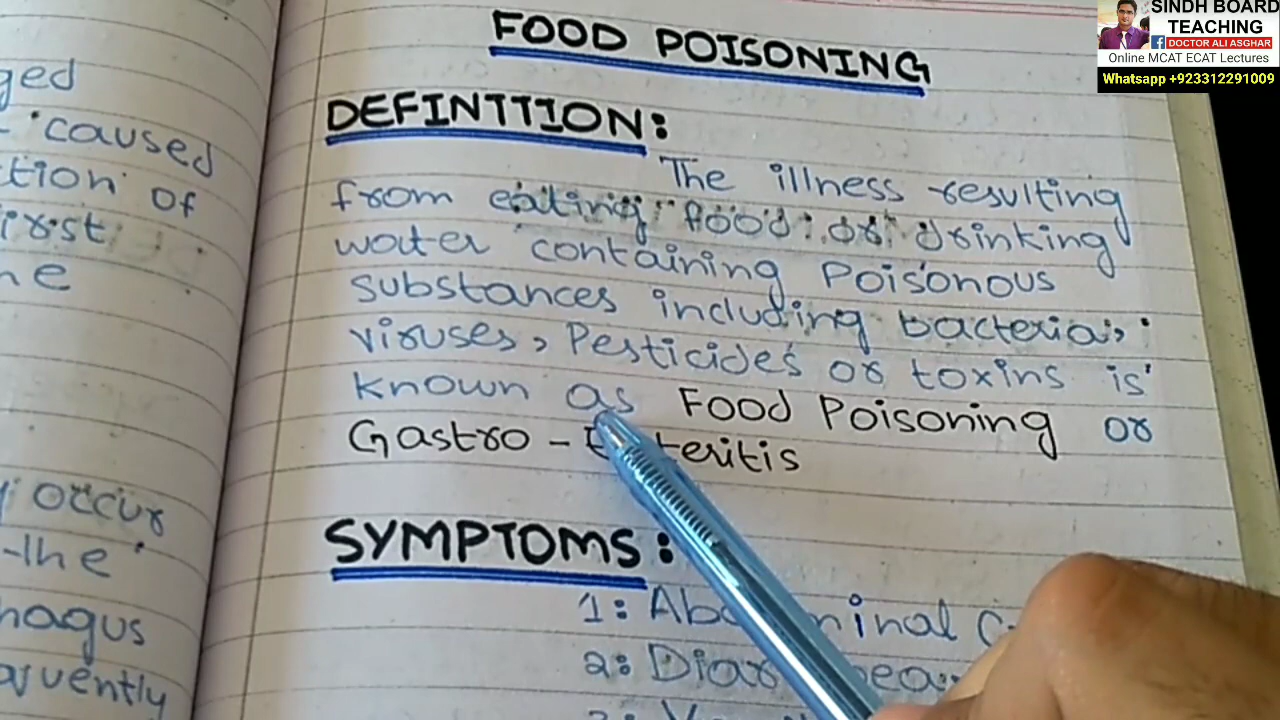 SINDH BOARD
TEACHING
DOCTOR ALI ASGHAR
Online MCAT ECAT Lectures
Whatsapp +923312291009
ged
caused
tion of
irst
ne
occur
the
hagus
quently
FOOD POISONING
DEFINITION:
The illness resulting
from eating food or drinking
water containing Poisonous
substances including bacteria,
viruses, Pesticides or toxins is
known as Food Poisoning or
Gastro - Enteritis
SYMPTOMS:
1:
2: